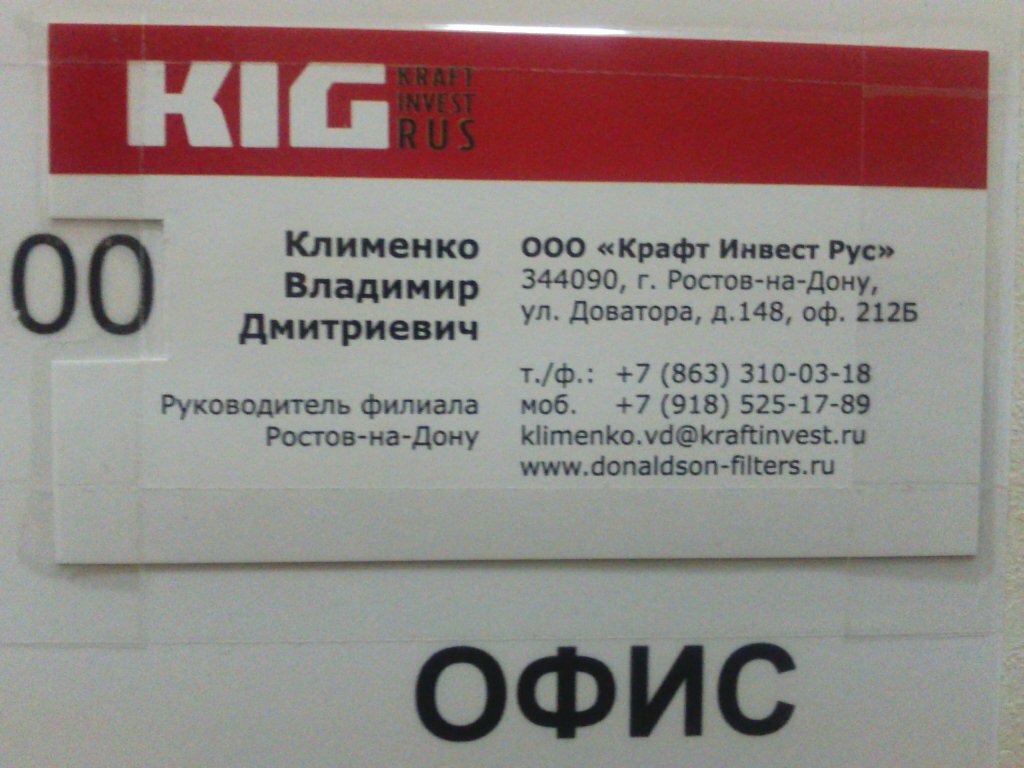 KIG
KRAFT
INVEST
RUS
00
Клименко
Владимир
Дмитриевич
Руководитель филиала
Ростов-на-Дону
ООО «Крафт Инвест Рус»
344090, г. Ростов-на-Дону,
ул. Доватора, д.148, оф. 212Б
т./ф.: +7 (863) 310-03-18
моб. +7 (918) 525-17-89
klimenko.vd@kraftinvest.ru
www.donaldson-filters.ru
ОФИС